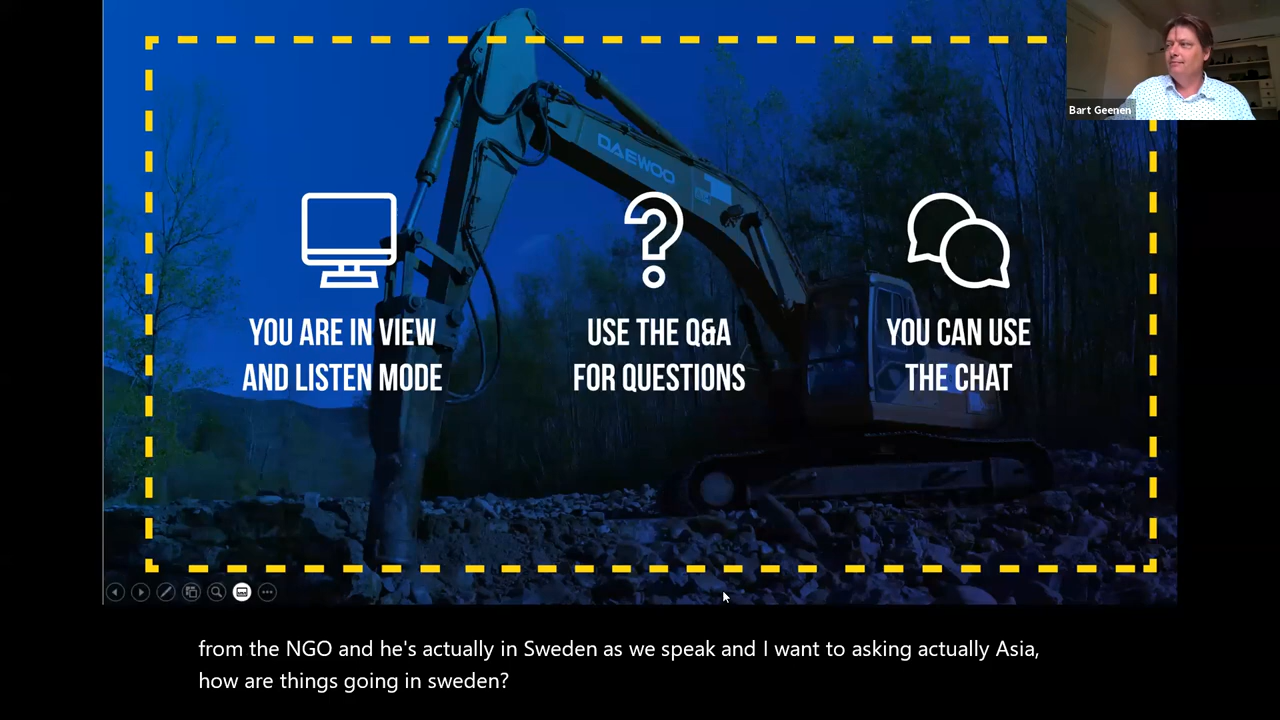 DAEWOO
Bart Geenen
YOU ARE IN VIEW
AND LISTEN MODE
USE THE Q&A
FOR QUESTIONS
YOU CAN USE
THE CHAT
from the NGO and he's actually in Sweden as we speak and I want to asking actually Asia,
how are things going in sweden?